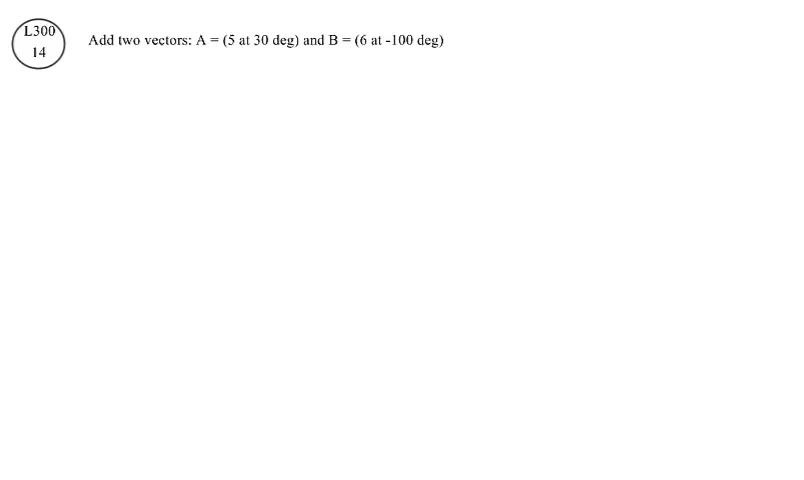 L300
14
Add two vectors: A = (5 at 30 deg) and B = (6 at -100 deg)